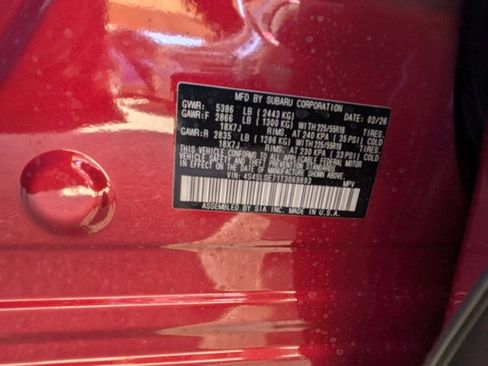 MFD BY SUBARU CORPORATION 02/26
GVWR: 5386 LB ( 2443 KG)
GAWR:F 2866 LB ( 1300 KG) WITH 225/55R18 TIRES,
18X7J RIMS, AT 240 KPA ( 35 PSI) COLD.
GAWR:R 2835 LB ( 1286 KG) WITH 225/55R18 TIRES,
18X7J RIMS, AT 230 KPA ( 33 PSI) COLD.
THIS VEHICLE CONFORMS TO ALL APPLICABLE FEDERAL MOTOR
VEHICLE SAFETY, BUMPER, AND THEFT PREVENTION STANDARDS
IN EFFECT ON THE DATE OF MANUFACTURE SHOWN ABOVE.
VIN: MPV
ASSEMBLED BY SIA INC. MADE IN U.S.A.